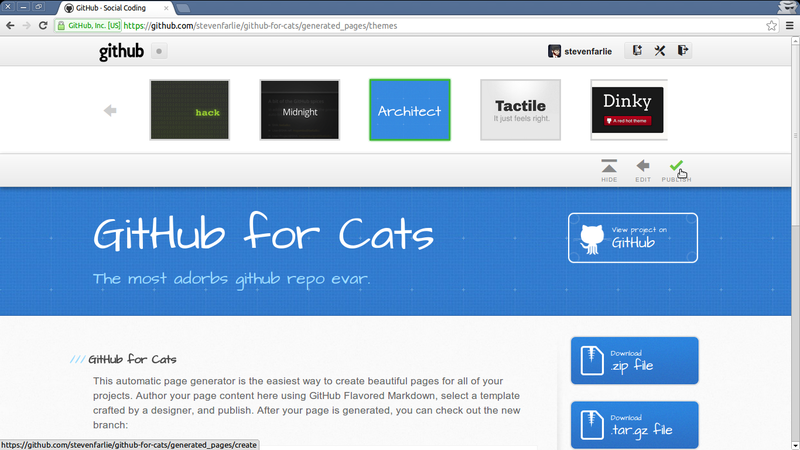 GitHub - Social Coding
GitHub, Inc. [US]
https://github.com/stevenfarlie/github-for-cats/generated_pages/themes
github
stevenfarlie
hack
Midnight
Architect
Tactile
It just feels right.
Dinky
A red hot theme
HIDE
EDIT
PUBLISH
GitHub for Cats
The most adorbs github repo evar.
View project on
GitHub
/// GitHub for Cats
This automatic page generator is the easiest way to create beautiful pages for all of your
projects. Author your page content here using GitHub Flavored Markdown, select a template
crafted by a designer, and publish. After your page is generated, you can check out the new
branch:
Download
.zip file
Download
.tar.gz file
https://github.com/stevenfarlie/github-for-cats/generated_pages/create